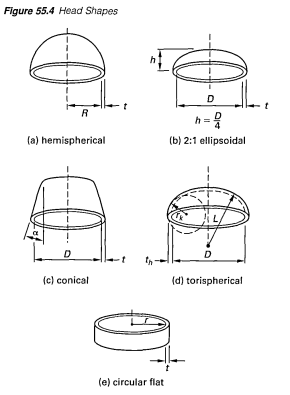 Figure 55.4 Head Shapes
h
t
R
D
t
h = D/4
(a) hemispherical
(b) 2:1 ellipsoidal
α
D
t
r_k
L
t_h
D
(c) conical
(d) torispherical
r
t
(e) circular flat